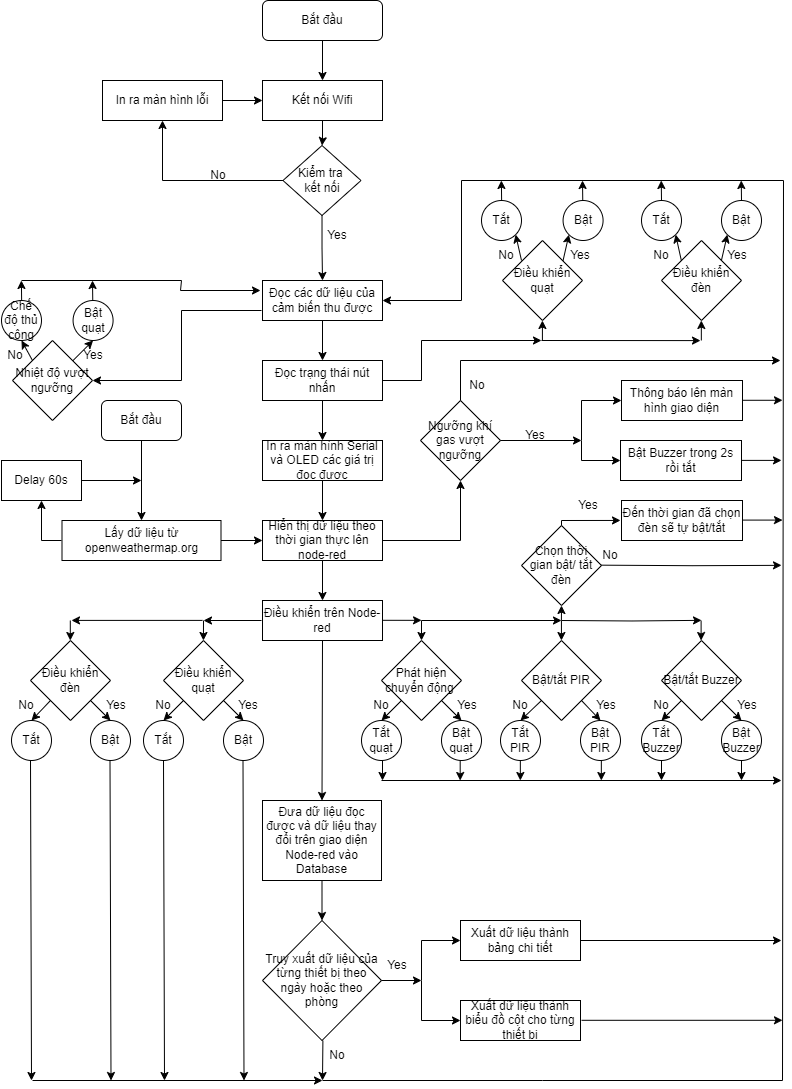 Bắt đầu
In ra màn hình lỗi
Kết nối Wifi
Kiểm tra
kết nối
No
Yes
Tắt
Bật
Tắt
Bật
No
Yes
No
Yes
Điều khiển
quạt
Điều khiển
đèn
Đọc các dữ liệu của
cảm biến thu được
Chế
độ thủ
công
Bật
quạt
No
Yes
Nhiệt độ vượt
ngưỡng
Đọc trạng thái nút
nhấn
No
Ngưỡng khí
gas vượt
ngưỡng
Yes
Thông báo lên màn
hình giao diện
Bật Buzzer trong 2s
rồi tắt
Bắt đầu
In ra màn hình Serial
và OLED các giá trị
đọc được
Delay 60s
Lấy dữ liệu từ
openweathermap.org
Hiển thị dữ liệu theo
thời gian thực lên
node-red
Yes
Đến thời gian đã chọn
đèn sẽ tự bật/tắt
Chọn thời
gian bật/ tắt
đèn
No
Điều khiển trên Node-
red
Điều khiển
đèn
Điều khiển
quạt
Phát hiện
chuyển động
Bật/tắt PIR
Bật/tắt Buzzer
No
Yes
No
Yes
No
Yes
No
Yes
No
Yes
Tắt
Bật
Tắt
Bật
Tắt
quạt
Bật
quạt
Tắt
PIR
Bật
PIR
Tắt
Buzzer
Bật
Buzzer
Đưa dữ liệu đọc
được và dữ liệu thay
đổi trên giao diện
Node-red vào
Database
Truy xuất dữ liệu của
từng thiết bị theo
ngày hoặc theo
phòng
Yes
No
Xuất dữ liệu thành
bảng chi tiết
Xuất dữ liệu thành
biểu đồ cột cho từng
thiết bi